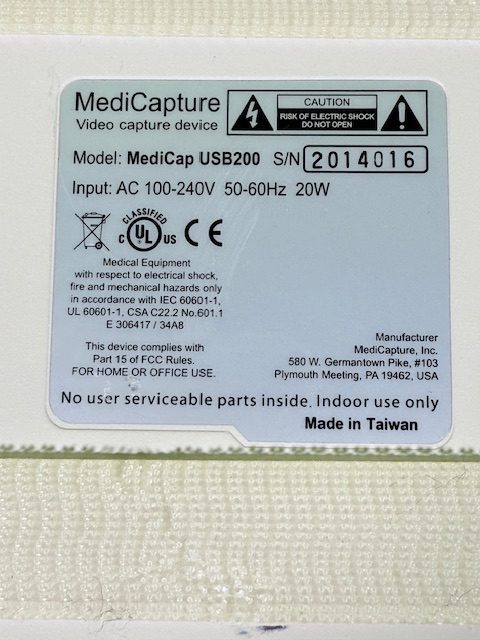 MediCapture
Video capture device
CAUTION
RISK OF ELECTRIC SHOCK
DO NOT OPEN
Model: MediCap USB200 S/N 2014016
Input: AC 100-240V 50-60Hz 20W
CLASSIFIED
C UL US CE
Medical Equipment
with respect to electrical shock,
fire and mechanical hazards only
in accordance with IEC 60601-1,
UL 60601-1, CSA C22.2 No.601.1
E 306417 / 34A8
This device complies with
Part 15 of FCC Rules.
FOR HOME OR OFFICE USE.
Manufacturer
MediCapture, Inc.
580 W. Germantown Pike, #103
Plymouth Meeting, PA 19462, USA
No user serviceable parts inside. Indoor use only
Made in Taiwan